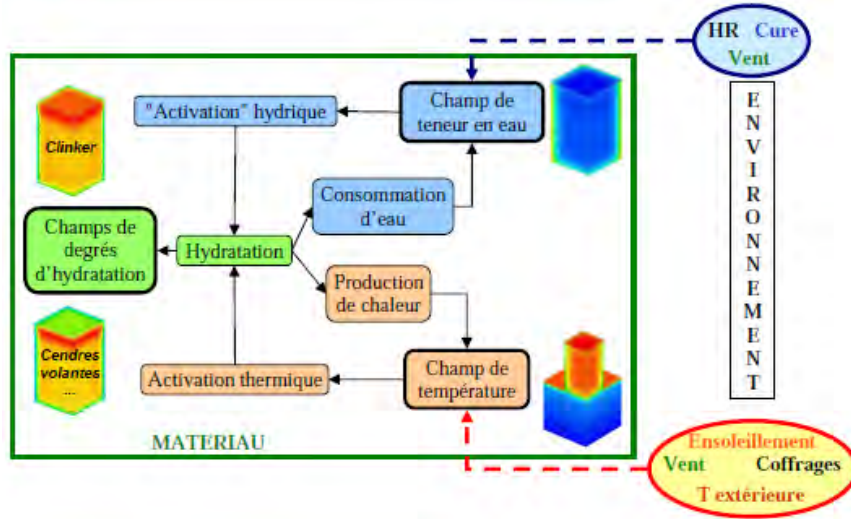 HR Cure
Vent
"Activation" hydrique
Champ de
teneur en eau
Clinker
Consommation
d'eau
Champs de
degrés
d'hydratation
Hydratation
Production
de chaleur
Cendres
volantes
...
Activation thermique
Champ de
température
MATERIAU
ENVIRONNEMENT
Ensoleillement
Vent Coffrages
T extérieure